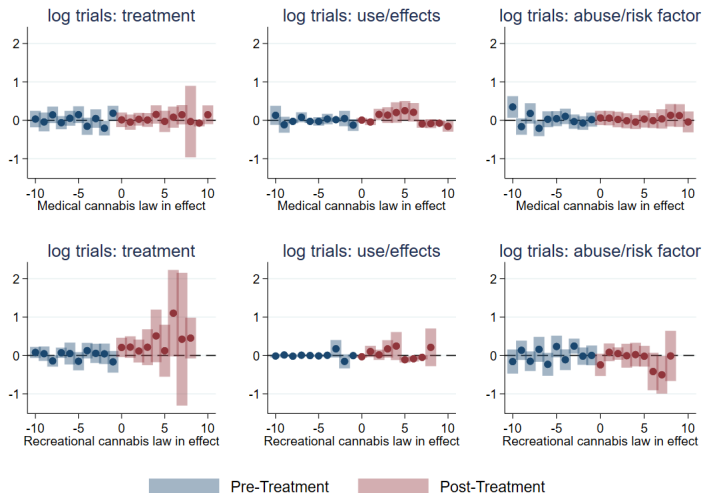 log trials: treatment
2
1
0
-1
-10 -5 0 5 10
Medical cannabis law in effect
log trials: use/effects
2
1
0
-1
-10 -5 0 5 10
Medical cannabis law in effect
log trials: abuse/risk factor
2
1
0
-1
-10 -5 0 5 10
Medical cannabis law in effect
log trials: treatment
2
1
0
-1
-10 -5 0 5 10
Recreational cannabis law in effect
log trials: use/effects
2
1
0
-1
-10 -5 0 5 10
Recreational cannabis law in effect
log trials: abuse/risk factor
2
1
0
-1
-10 -5 0 5 10
Recreational cannabis law in effect
Pre-Treatment Post-Treatment